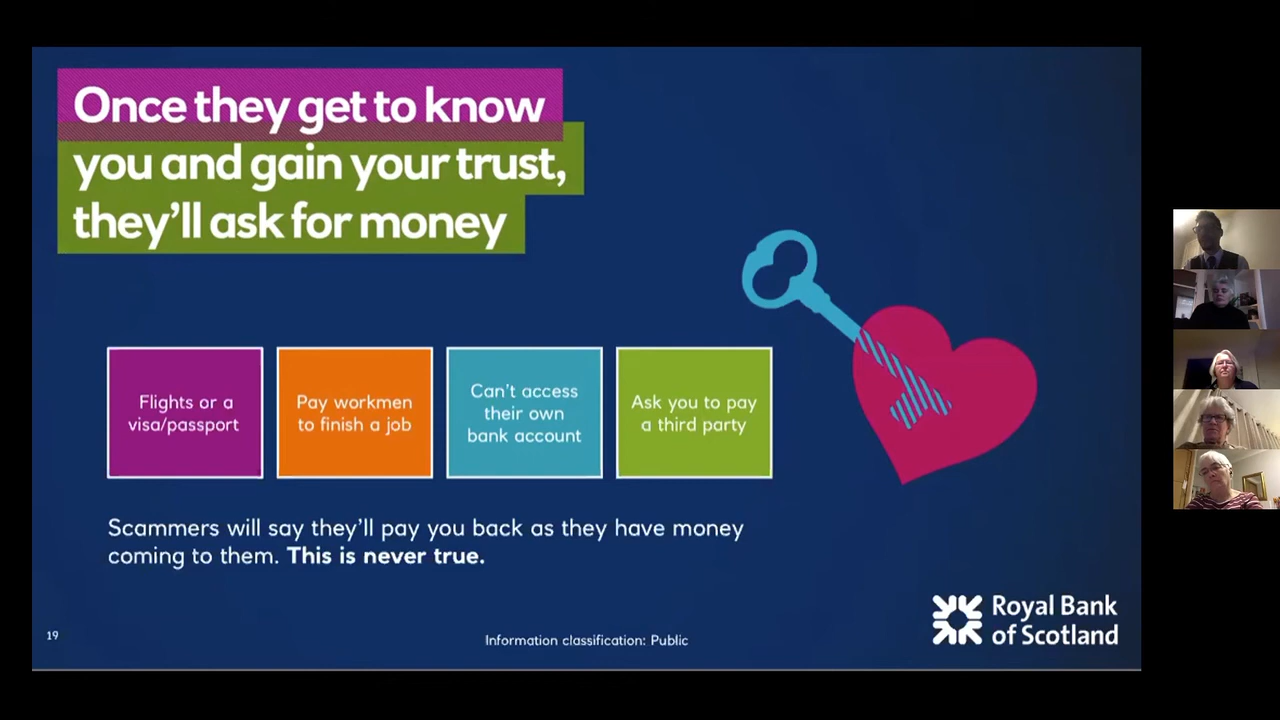 Once they get to know
you and gain your trust,
they'll ask for money
Flights or a
visa/passport
Pay workmen
to finish a job
Can't access
their own
bank account
Ask you to pay
a third party
Scammers will say they'll pay you back as they have money
coming to them. This is never true.
19
Information classification: Public
Royal Bank
of Scotland